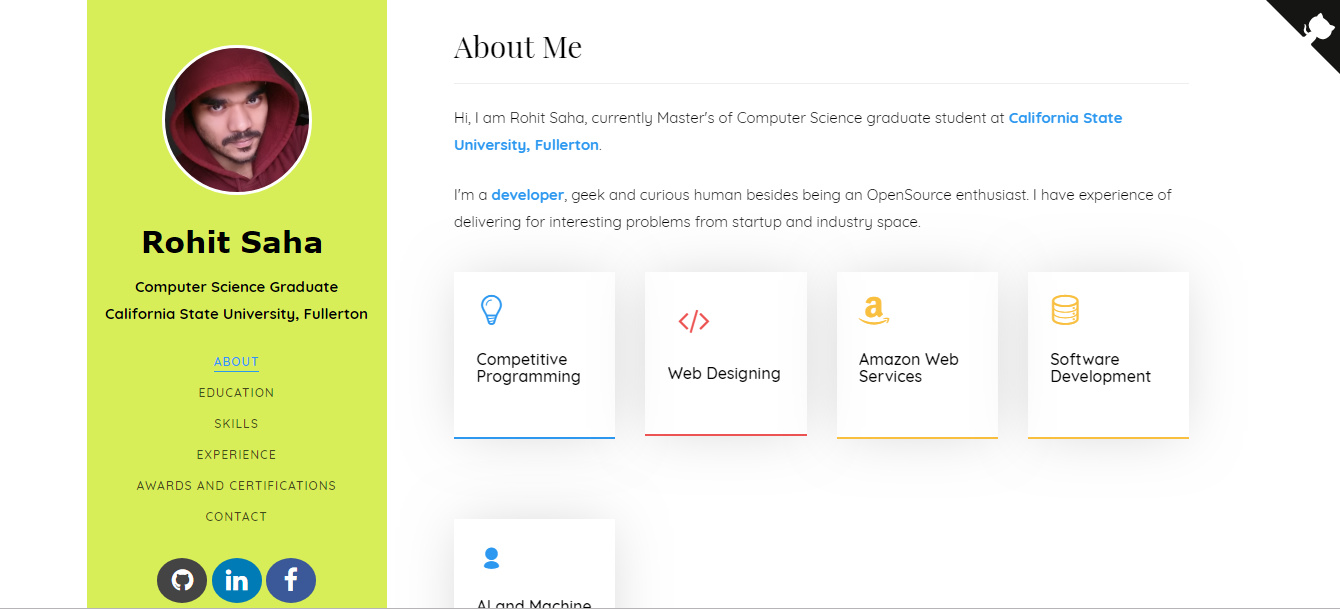 Rohit Saha
Computer Science Graduate
California State University, Fullerton
ABOUT
EDUCATION
SKILLS
EXPERIENCE
AWARDS AND CERTIFICATIONS
CONTACT
in
f
About Me
Hi, I am Rohit Saha, currently Master's of Computer Science graduate student at California State
University, Fullerton.
I'm a developer, geek and curious human besides being an OpenSource enthusiast. I have experience of
delivering for interesting problems from startup and industry space.
Competitive
Programming
</>
Web Designing
a
Amazon Web
Services
Software
Development
AI and Machine